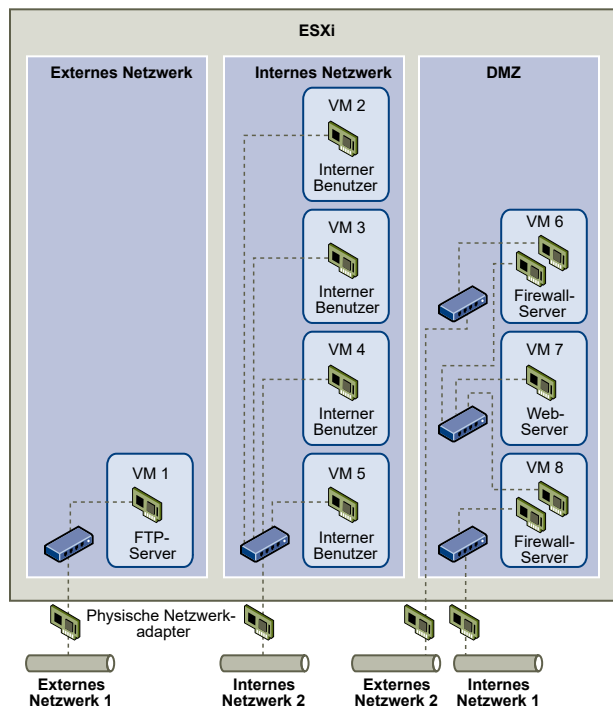 ESXi
Externes Netzwerk
Internes Netzwerk
DMZ
VM 2
Interner
Benutzer
VM 3
Interner
Benutzer
VM 4
Interner
Benutzer
VM 5
Interner
Benutzer
VM 1
FTP-
Server
VM 6
Firewall-
Server
VM 7
Web-
Server
VM 8
Firewall-
Server
Physische Netzwerk-
adapter
Externes
Netzwerk 1
Internes
Netzwerk 2
Externes
Netzwerk 2
Internes
Netzwerk 1